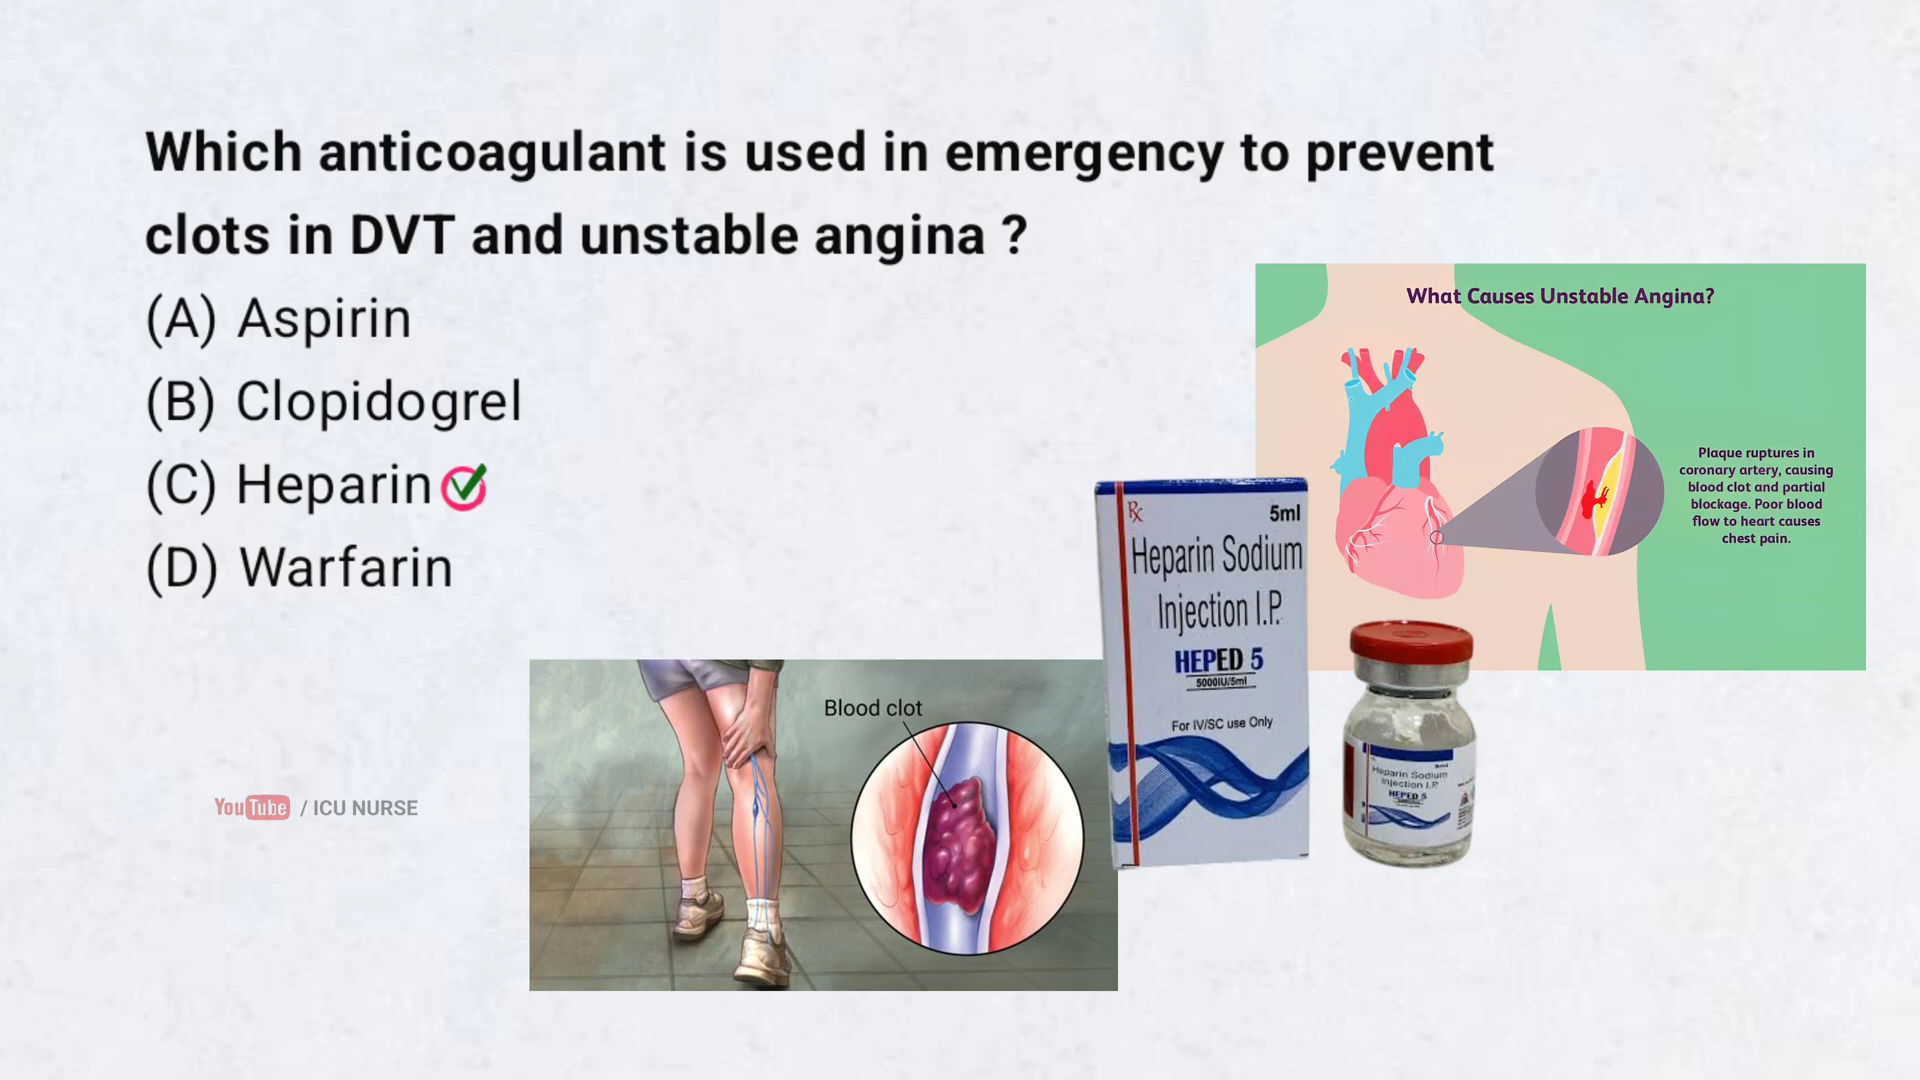 Which anticoagulant is used in emergency to prevent
clots in DVT and unstable angina ?
(A) Aspirin
(B) Clopidogrel
(C) Heparin
(D) Warfarin
What Causes Unstable Angina?
Plaque ruptures in
coronary artery, causing
blood clot and partial
blockage. Poor blood
flow to heart causes
chest pain.
Rx
5ml
Heparin Sodium
Injection I.P.
HEPED 5
5000IU/5ml
For IV/SC use Only
Heparin Sodium
Injection I.P.
HEPED 5
Blood clot
YouTube / ICU NURSE